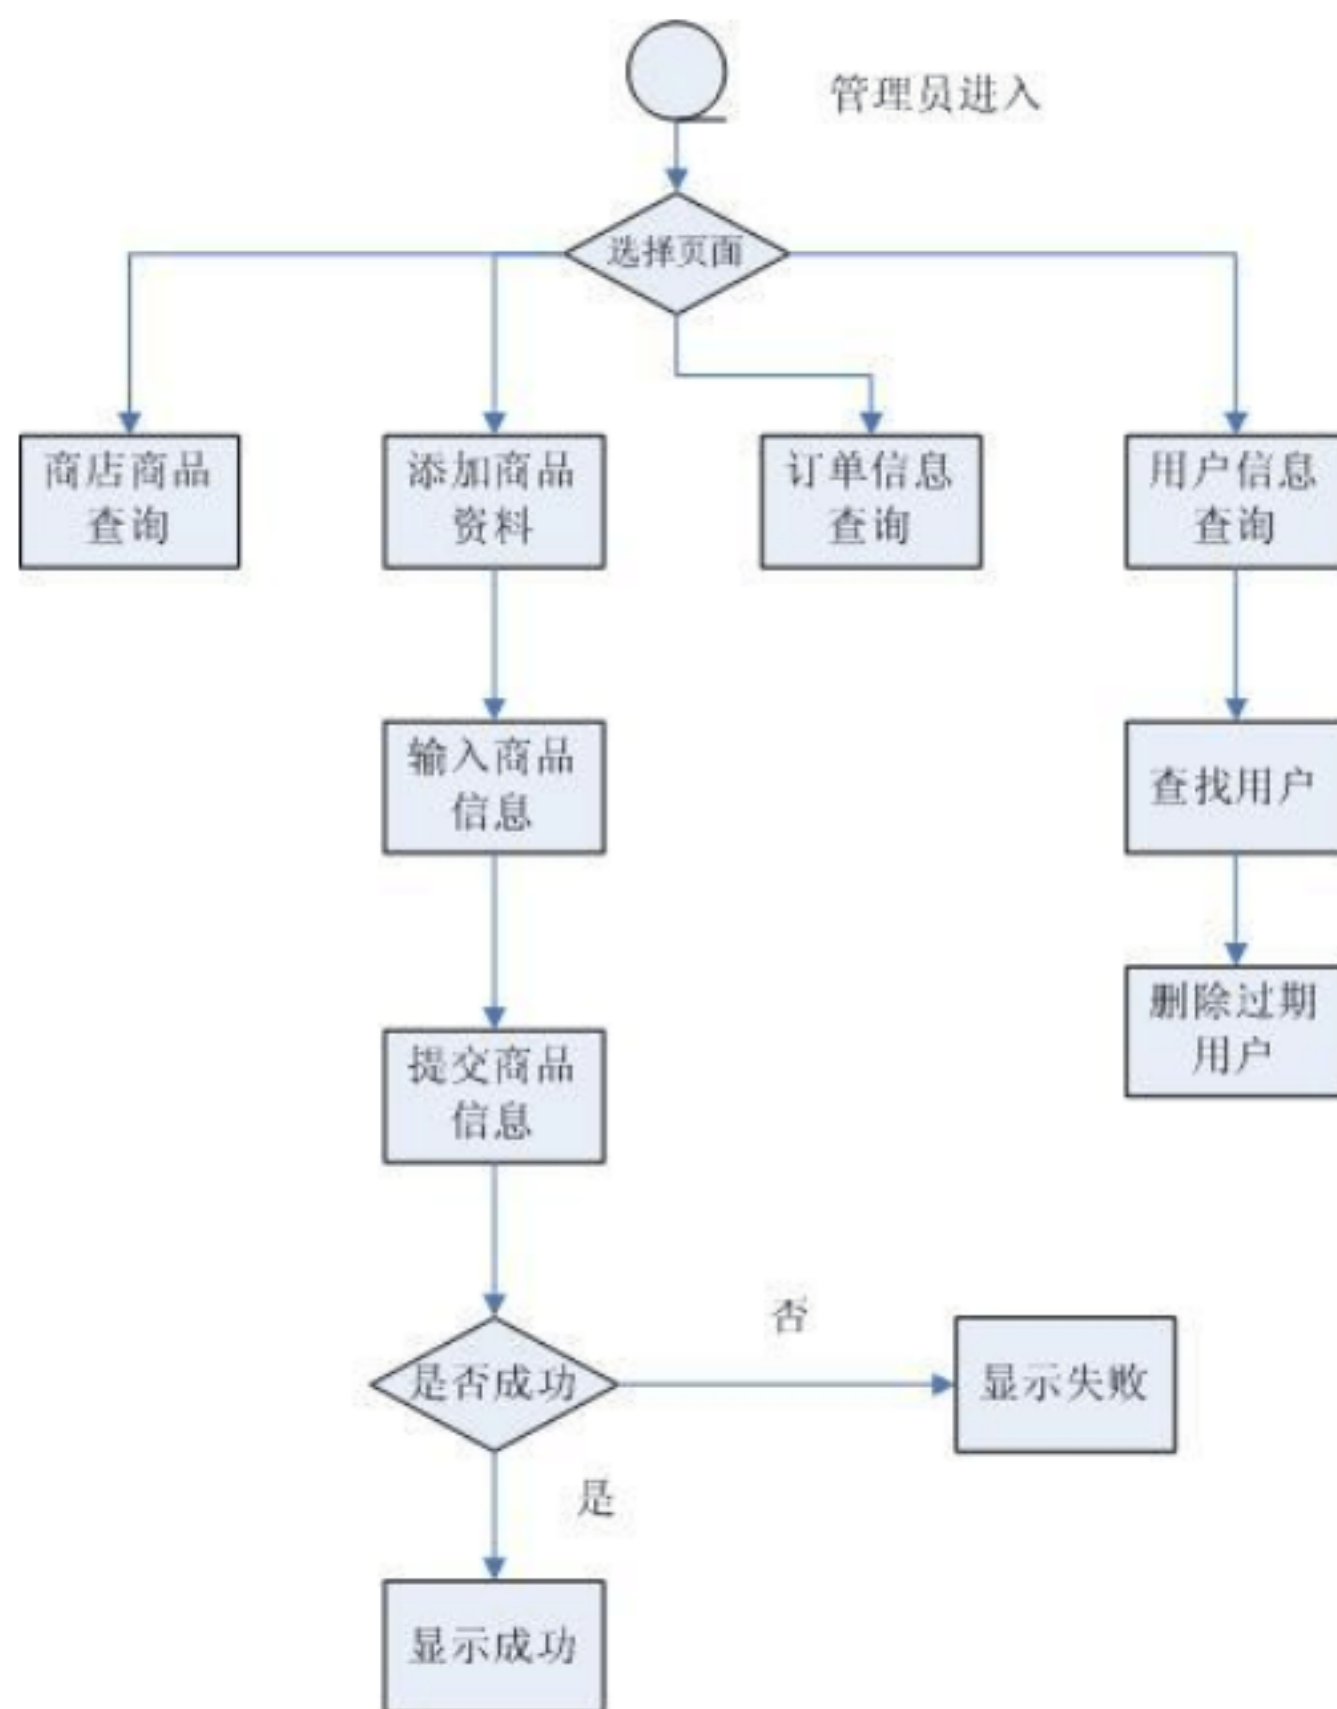 管理员进入
选择页面
商店商品
查询
添加商品
资料
订单信息
查询
用户信息
查询
输入商品
信息
查找用户
提交商品
信息
删除过期
用户
是否成功
否
显示失败
是
显示成功